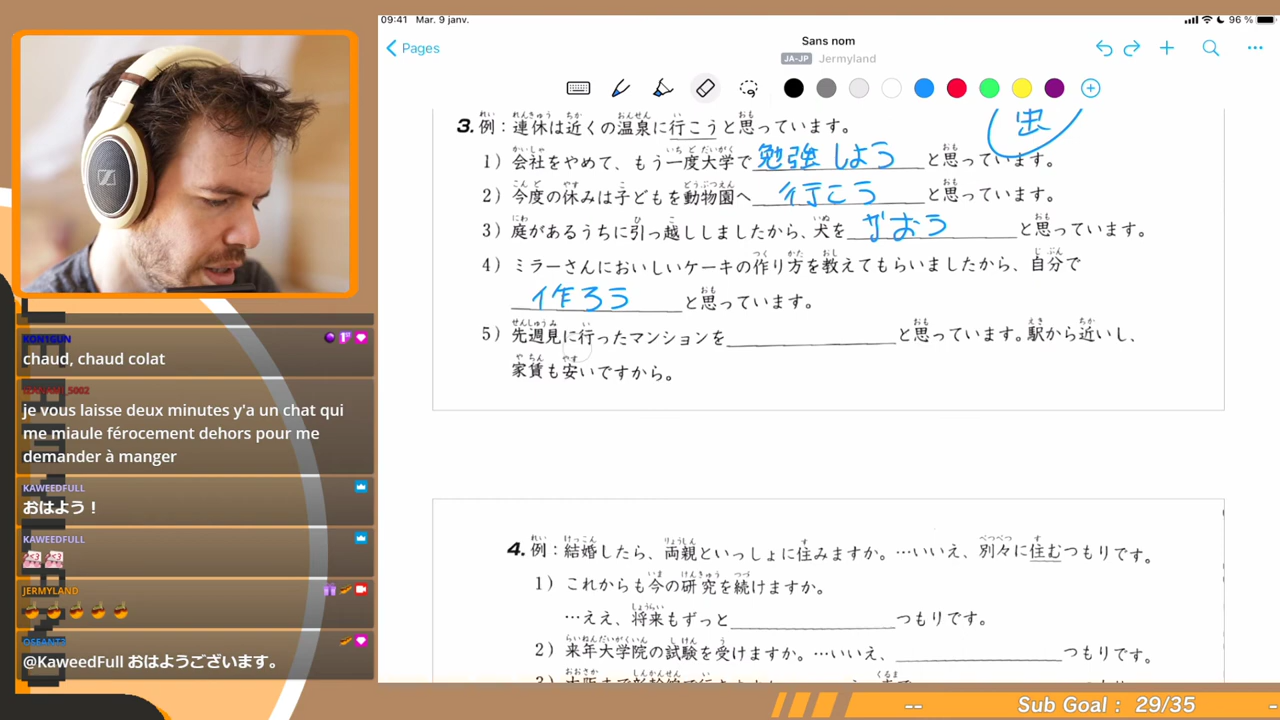 09:41 Mar. 9 janv.
96 %
Pages
Sans nom
JA-JP Jermyland
虫
3. 例：連休は近くの温泉に行こうと思っています。
1）会社をやめて、もう一度大学で勉強しようと思っています。
2）今度の休みは子どもを動物園へ行こうと思っています。
3）庭があるうちに引っ越ししましたから、犬を
と思っています。
4）ミラーさんにおいしいケーキの作り方を教えてもらいましたから、自分で
作ろうと思っています。
5）先週見に行ったマンションを＿＿＿と思っています。駅から近いし、
家賃も安いですから。
4. 例：結婚したら、両親といっしょに住みますか。…いいえ、別々に住むつもりです。
1）これからも今の研究を続けますか。
…ええ、将来もずっと＿＿＿つもりです。
2）来年大学院の試験を受けますか。…いいえ、＿＿＿つもりです。
KON1GUN
chaud, chaud colat
je vous laisse deux minutes y'a un chat qui
me miaule férocement dehors pour me
demander à manger
KAWEEDFULL
おはよう！
KAWEEDFULL
JERMYLAND
@KaweedFull おはようございます。
-- Sub Goal : 29/35